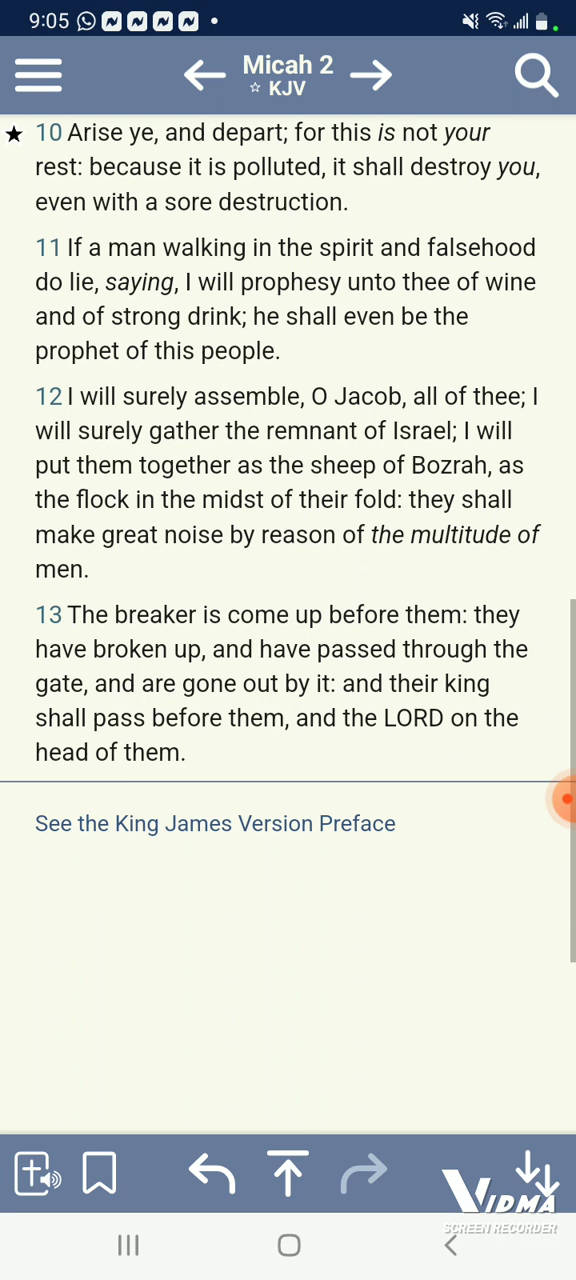 9:05
Micah 2
☆ KJV
★ 10 Arise ye, and depart; for this is not your
rest: because it is polluted, it shall destroy you,
even with a sore destruction.
11 If a man walking in the spirit and falsehood
do lie, saying, I will prophesy unto thee of wine
and of strong drink; he shall even be the
prophet of this people.
12 I will surely assemble, O Jacob, all of thee; I
will surely gather the remnant of Israel; I will
put them together as the sheep of Bozrah, as
the flock in the midst of their fold: they shall
make great noise by reason of the multitude of
men.
13 The breaker is come up before them: they
have broken up, and have passed through the
gate, and are gone out by it: and their king
shall pass before them, and the LORD on the
head of them.
See the King James Version Preface
VIDMA
SCREEN RECORDER